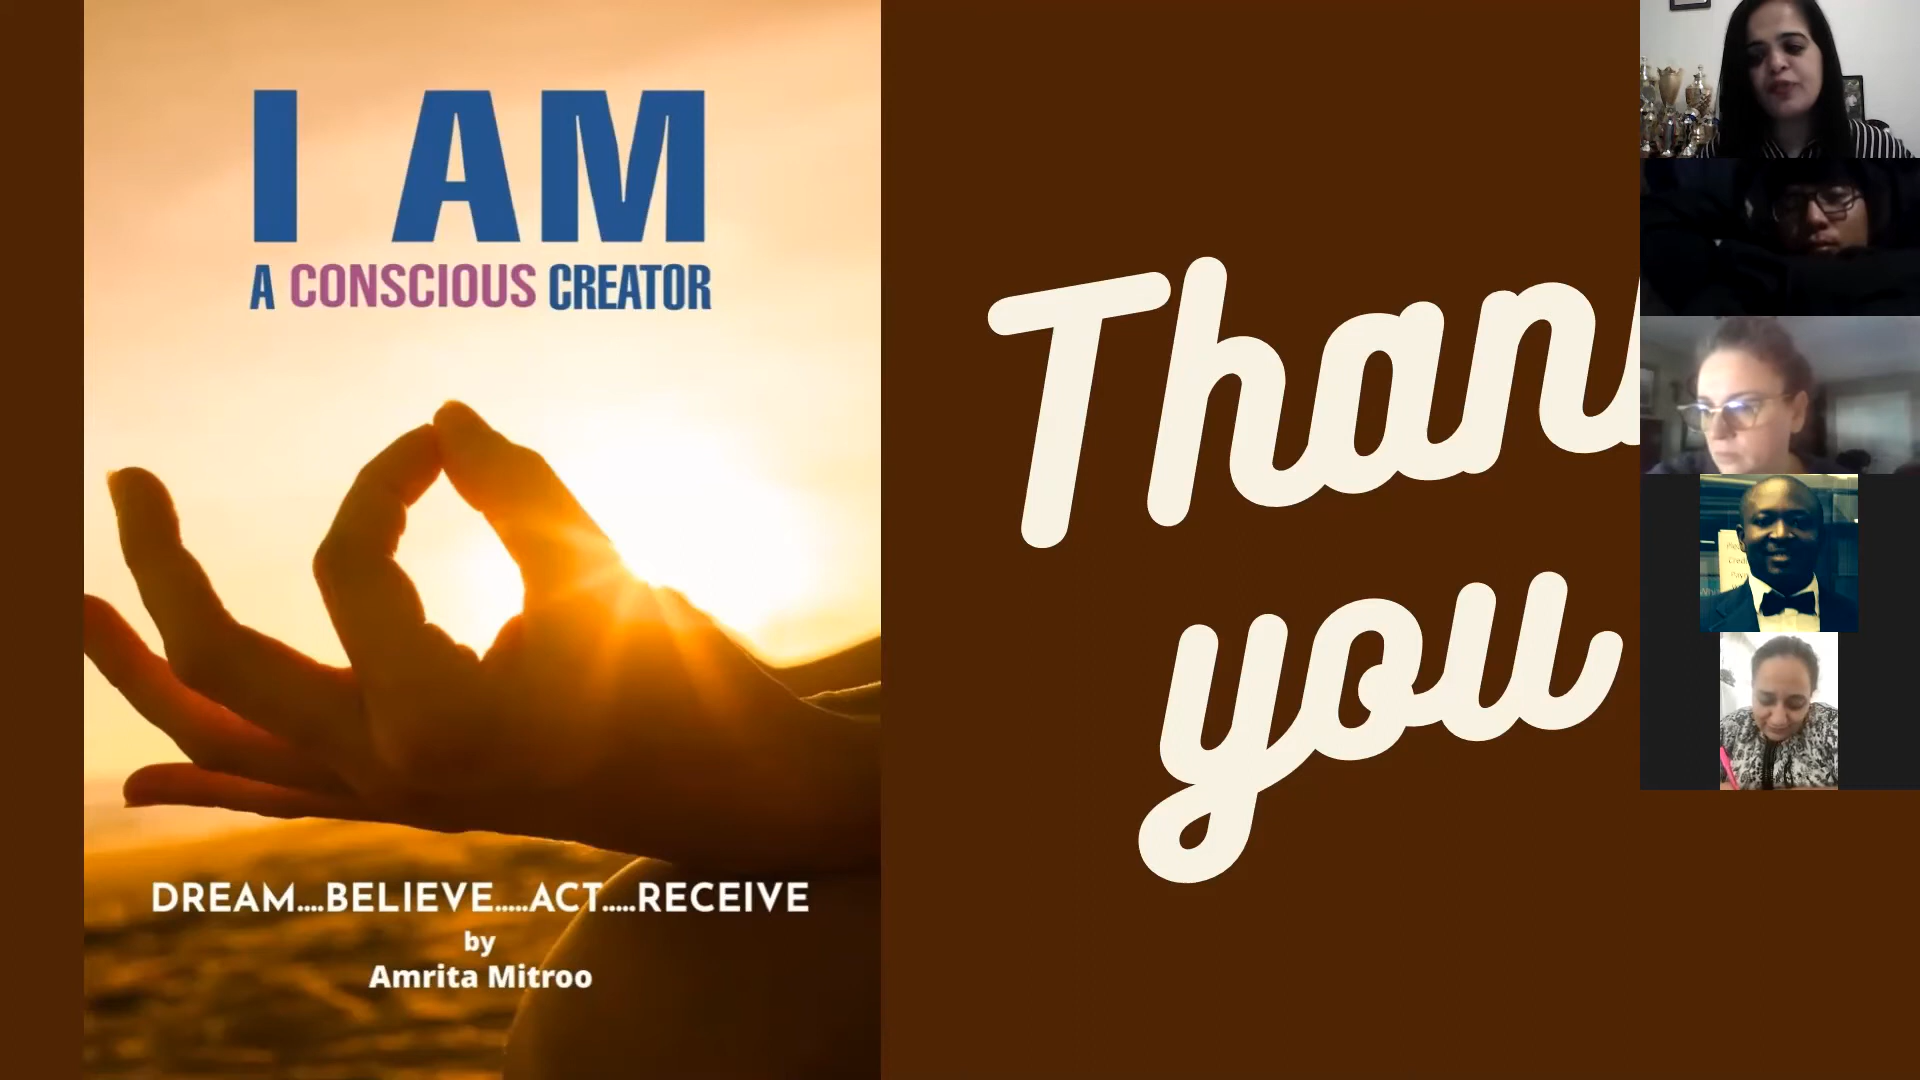 I AM
A CONSCIOUS CREATOR
DREAM....BELIEVE.....ACT.....RECEIVE
by
Amrita Mitroo
Than
you